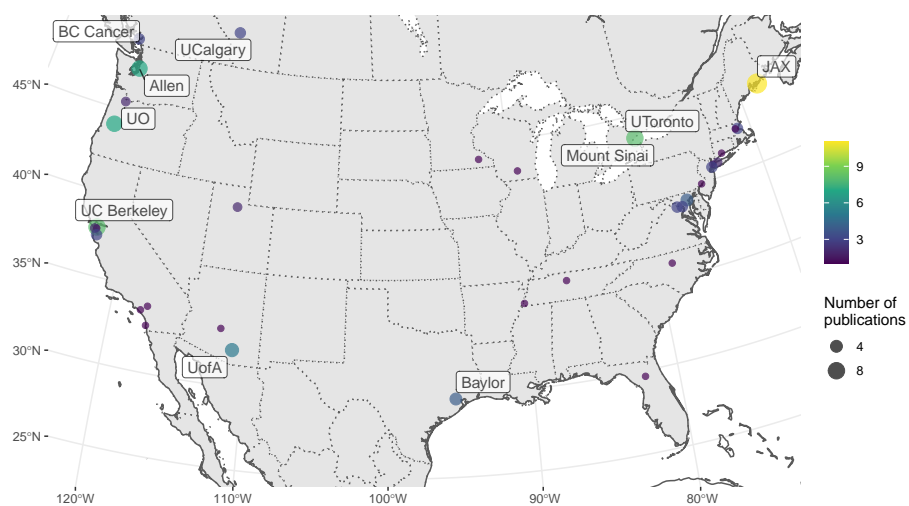 BC Cancer
UCalgary
JAX
Allen
UO
UToronto
Mount Sinai
UC Berkeley
UofA
Baylor
45°N
40°N
35°N
30°N
25°N
120°W
110°W
100°W
90°W
80°W
9
6
3
Number of
publications
4
8